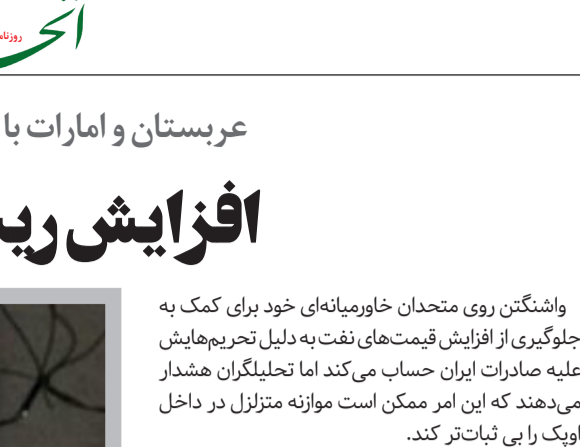 روزنامه
عربستان و امارات با
افزایش
واشنگتن روی متحدان خاورمیانه‌ای خود برای کمک به
جلوگیری از افزایش قیمت‌های نفت به دلیل تحریم‌هایش
علیه صادرات ایران حساب می‌کند اما تحلیلگران هشدار
می‌دهند که این امر ممکن است موازنه متزلزل در داخل
اوپک را بی ثبات‌تر کند.